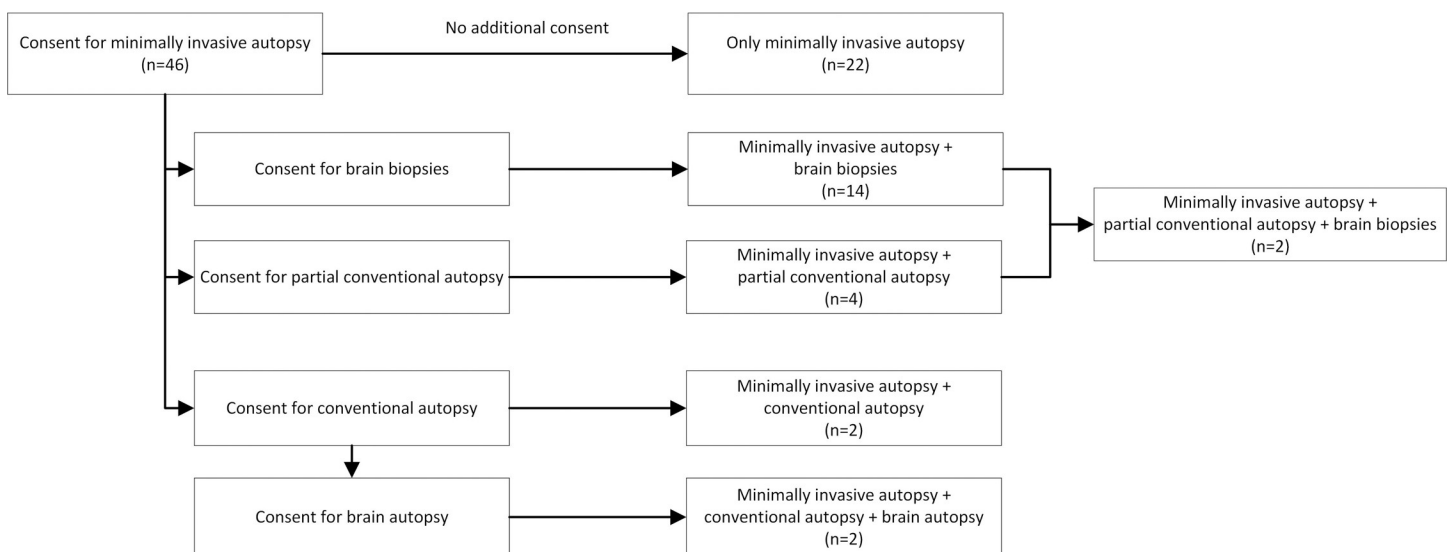 Consent for minimally invasive autopsy
(n=46)
No additional consent
Only minimally invasive autopsy
(n=22)
Consent for brain biopsies
Minimally invasive autopsy +
brain biopsies
(n=14)
Minimally invasive autopsy +
partial conventional autopsy + brain biopsies
(n=2)
Consent for partial conventional autopsy
Minimally invasive autopsy +
partial conventional autopsy
(n=4)
Consent for conventional autopsy
Minimally invasive autopsy +
conventional autopsy
(n=2)
Consent for brain autopsy
Minimally invasive autopsy +
conventional autopsy + brain autopsy
(n=2)